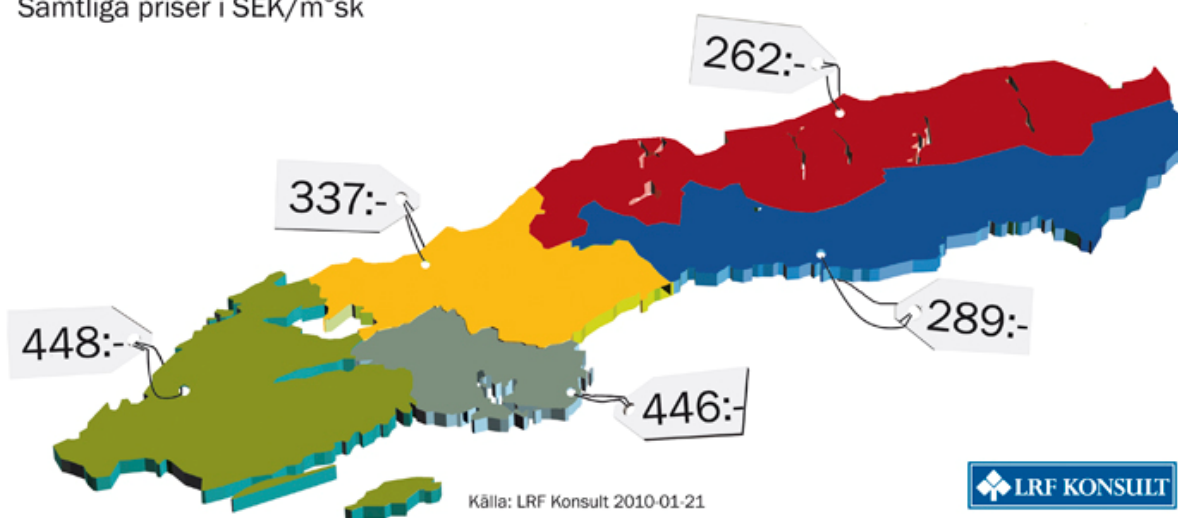 Samtliga priser i SEK/m³sk
262:-
337:-
448:-
289:-
446:-
Källa: LRF Konsult 2010-01-21
LRF KONSULT